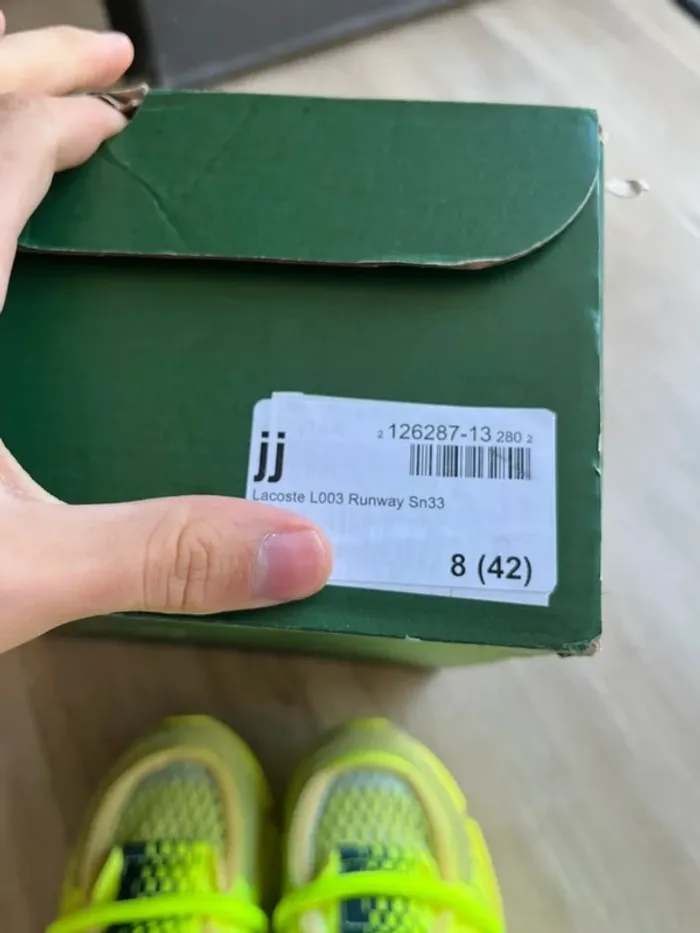 jj
2 126287-13 280 2
Lacoste L003 Runway Sn33
8 (42)